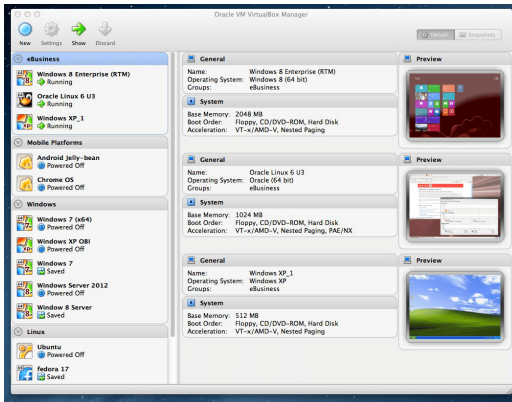 Oracle VM VirtualBox Manager
New Settings Show Discard
Details Snapshots
eBusiness
Windows 8 Enterprise (RTM)
Running
Oracle Linux 6 U3
Running
Windows XP_1
Running
Mobile Platforms
Android Jelly-bean
Powered Off
Chrome OS
Powered Off
Windows
Windows 7 (x64)
Powered Off
Windows XP OBI
Powered Off
Windows 7
Saved
Windows Server 2012
Powered Off
Window 8 Server
Saved
Linux
Ubuntu
Powered Off
fedora 17
Saved
General
Name: Windows 8 Enterprise (RTM)
Operating System: Windows 8 (64 bit)
Groups: eBusiness
System
Base Memory: 2048 MB
Boot Order: Floppy, CD/DVD-ROM, Hard Disk
Acceleration: VT-x/AMD-V, Nested Paging
Preview
General
Name: Oracle Linux 6 U3
Operating System: Oracle (64 bit)
Groups: eBusiness
System
Base Memory: 1024 MB
Boot Order: Floppy, CD/DVD-ROM, Hard Disk
Acceleration: VT-x/AMD-V, Nested Paging, PAE/NX
Preview
General
Name: Windows XP_1
Operating System: Windows XP
Groups: eBusiness
System
Base Memory: 512 MB
Boot Order: Floppy, CD/DVD-ROM, Hard Disk
Acceleration: VT-x/AMD-V, Nested Paging
Preview